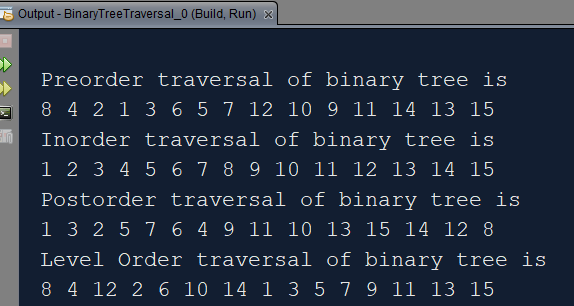 Output - BinaryTreeTraversal_0 (Build, Run)
Preorder traversal of binary tree is
8 4 2 1 3 6 5 7 12 10 9 11 14 13 15
Inorder traversal of binary tree is
1 2 3 4 5 6 7 8 9 10 11 12 13 14 15
Postorder traversal of binary tree is
1 3 2 5 7 6 4 9 11 10 13 15 14 12 8
Level Order traversal of binary tree is
8 4 12 2 6 10 14 1 3 5 7 9 11 13 15